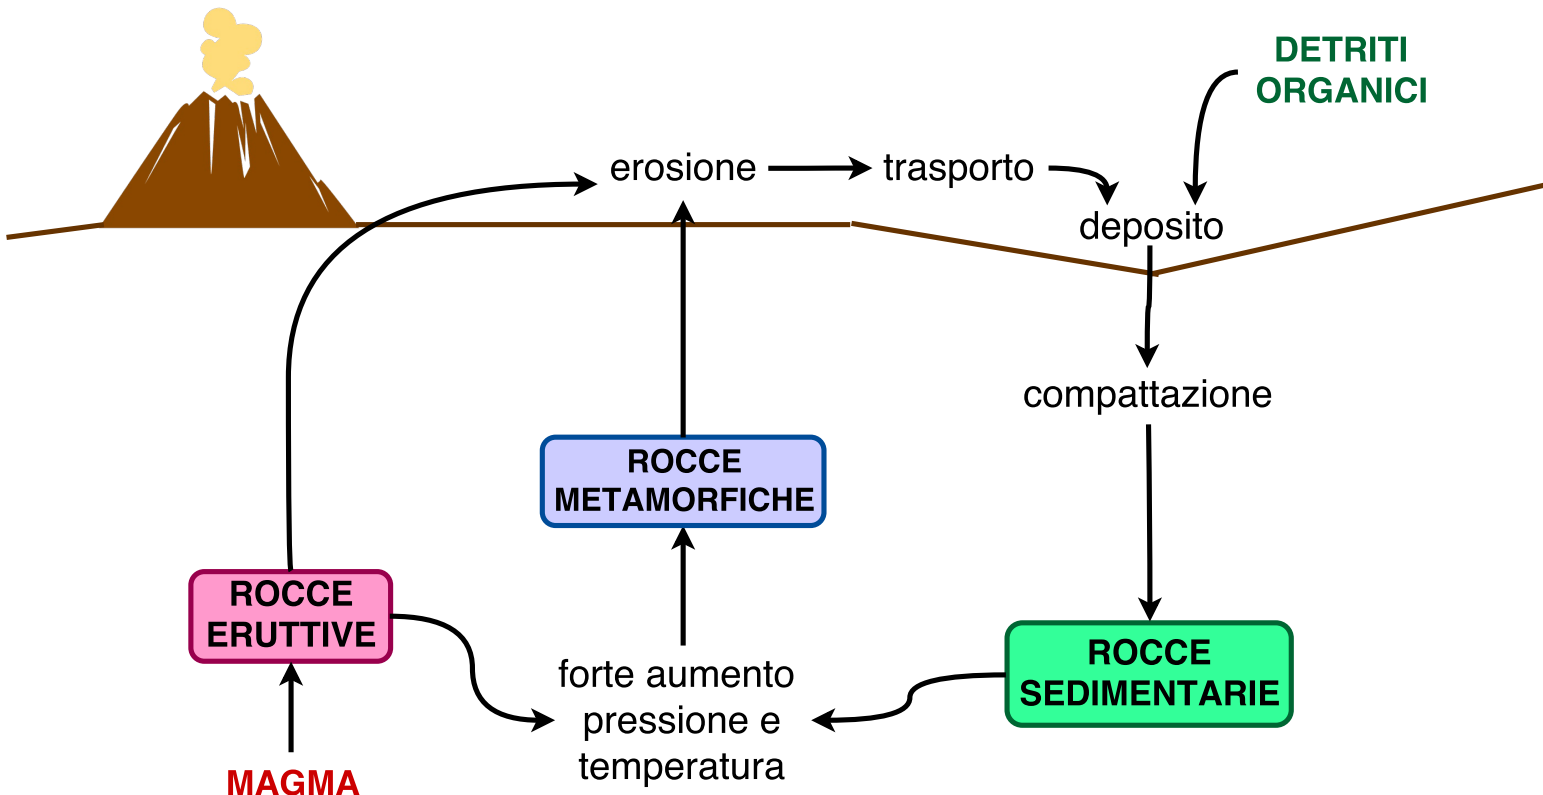 DETRITI
ORGANICI
erosione
trasporto
deposito
compattazione
ROCCE
METAMORFICHE
ROCCE
ERUTTIVE
ROCCE
SEDIMENTARIE
forte aumento
pressione e
temperatura
MAGMA